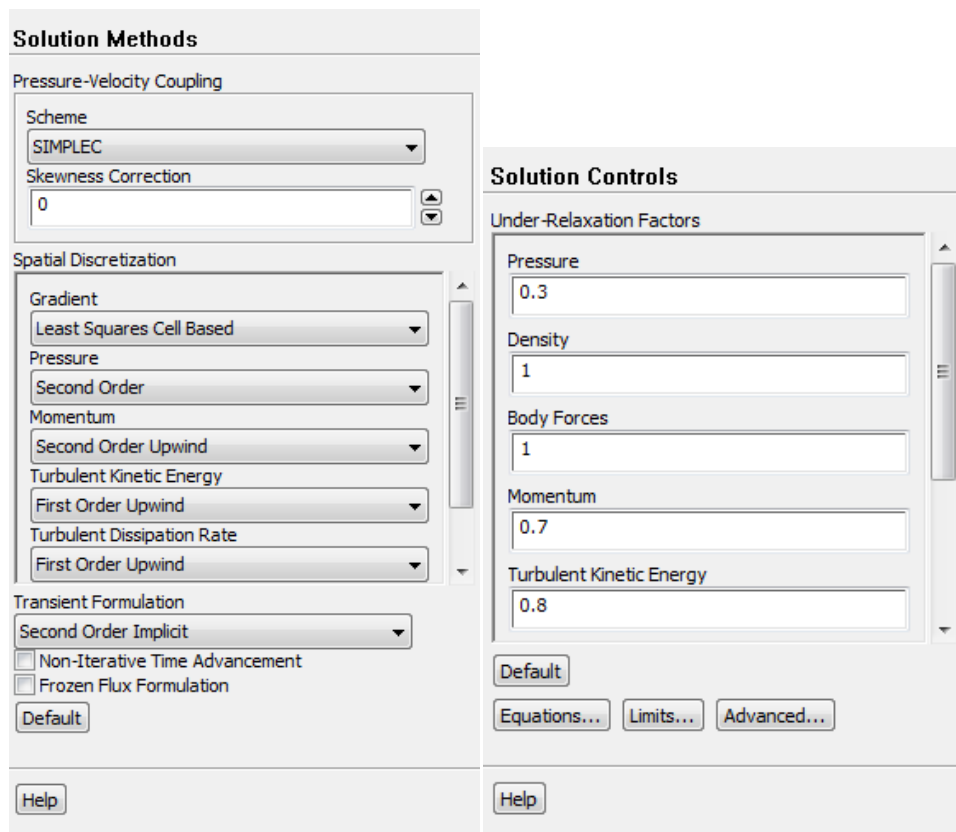 Solution Methods
Pressure-Velocity Coupling
Scheme
SIMPLEC
Skewness Correction
0
Spatial Discretization
Gradient
Least Squares Cell Based
Pressure
Second Order
Momentum
Second Order Upwind
Turbulent Kinetic Energy
First Order Upwind
Turbulent Dissipation Rate
First Order Upwind
Transient Formulation
Second Order Implicit
Non-Iterative Time Advancement
Frozen Flux Formulation
Default
Help
Solution Controls
Under-Relaxation Factors
Pressure
0.3
Density
1
Body Forces
1
Momentum
0.7
Turbulent Kinetic Energy
0.8
Default
Equations... Limits... Advanced...
Help